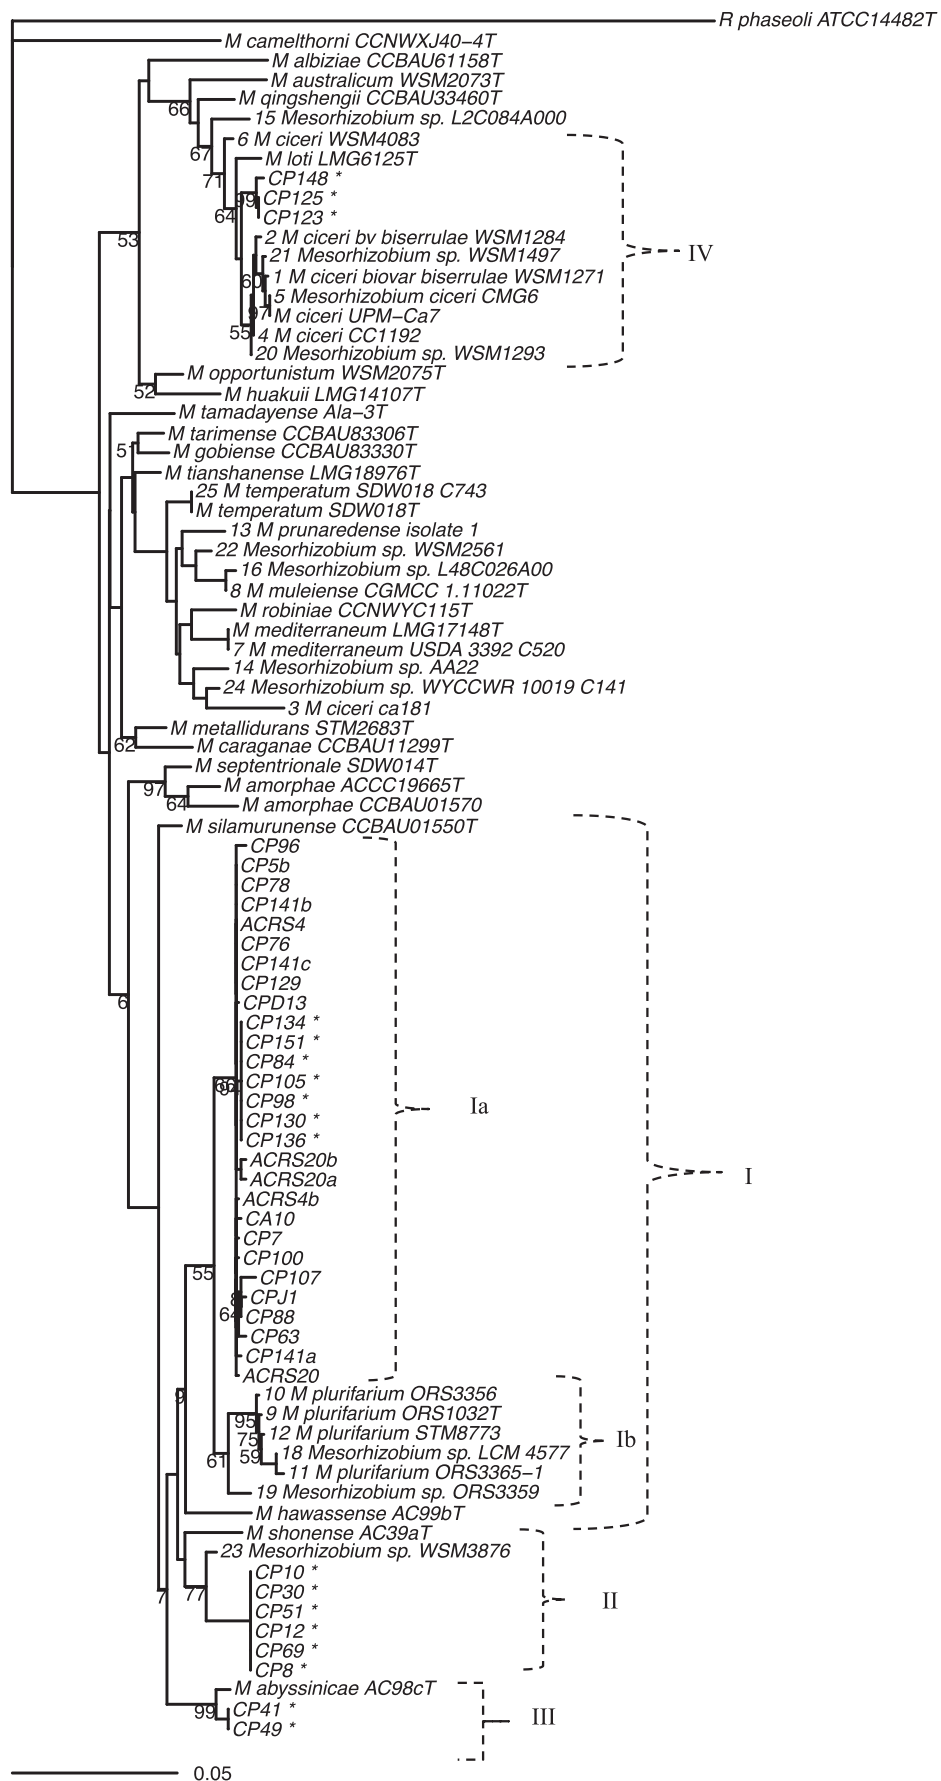 R phaseoli ATCC14482T
M camelthorni CCNWXJ40−4T
M albiziae CCBAU61158T
M australicum WSM2073T
66
M qingshengii CCBAU33460T
15 Mesorhizobium sp. L2C084A000
67
6 M ciceri WSM4083
M loti LMG6125T
71
CP148 *
99
CP125 *
64
CP123 *
53
2 M ciceri bv biserrulae WSM1284
IV
21 Mesorhizobium sp. WSM1497
60
1 M ciceri biovar biserrulae WSM1271
5 Mesorhizobium ciceri CMG6
97
M ciceri UPM−Ca7
55
4 M ciceri CC1192
20 Mesorhizobium sp. WSM1293
M opportunistum WSM2075T
52
M huakuii LMG14107T
M tamadayense Ala−3T
M tarimense CCBAU83306T
51
M gobiense CCBAU83330T
M tianshanense LMG18976T
25 M temperatum SDW018 C743
M temperatum SDW018T
13 M prunaredense isolate 1
22 Mesorhizobium sp. WSM2561
16 Mesorhizobium sp. L48C026A00
8 M muleiense CGMCC 1.11022T
M robiniae CCNWYC115T
M mediterraneum LMG17148T
7 M mediterraneum USDA 3392 C520
14 Mesorhizobium sp. AA22
24 Mesorhizobium sp. WYCCWR 10019 C141
3 M ciceri ca181
M metallidurans STM2683T
62
M caraganae CCBAU11299T
M septentrionale SDW014T
97
M amorphae ACCC19665T
64
M amorphae CCBAU01570
M silamurunense CCBAU01550T
CP96
CP5b
CP78
CP141b
ACRS4
CP76
CP141c
CP129
6
CPD13
CP134 *
CP151 *
CP84 *
CP105 *
CP98 *
Ia
CP130 *
CP136 *
ACRS20b
I
ACRS20a
ACRS4b
CA10
CP7
CP100
55
CP107
CPJ1
64
CP88
CP63
CP141a
ACRS20
9
10 M plurifarium ORS3356
95
9 M plurifarium ORS1032T
75
12 M plurifarium STM8773
Ib
59
18 Mesorhizobium sp. LCM 4577
61
11 M plurifarium ORS3365−1
19 Mesorhizobium sp. ORS3359
M hawassense AC99bT
M shonense AC39aT
23 Mesorhizobium sp. WSM3876
CP10 *
7
77
CP30 *
II
CP51 *
CP12 *
CP69 *
CP8 *
M abyssinicae AC98cT
99
CP41 *
III
CP49 *
0.05